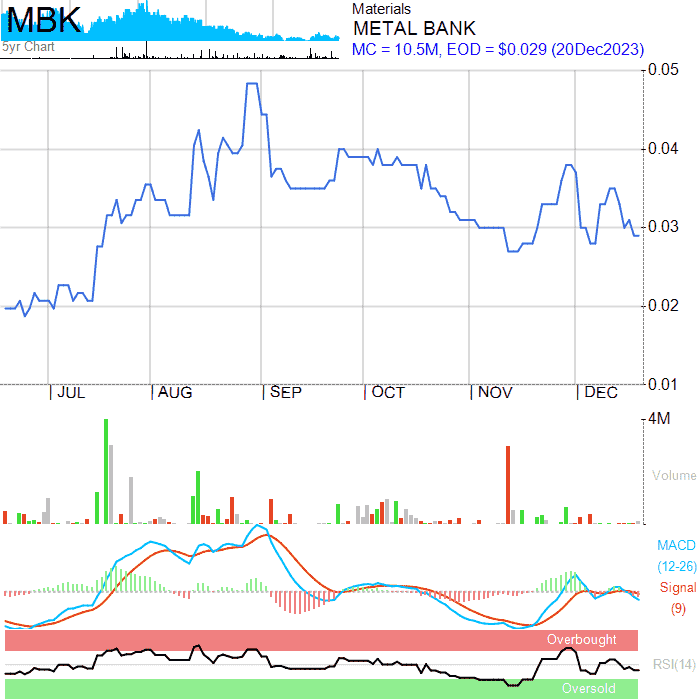 MBK
5yr Chart
Materials
METAL BANK
MC = 10.5M, EOD = $0.029 (20Dec2023)
0.05
0.04
0.03
0.02
0.01
JUL AUG SEP OCT NOV DEC
4M
Volume
MACD
(12-26)
Signal
(9)
Overbought
RSI(14)
Oversold